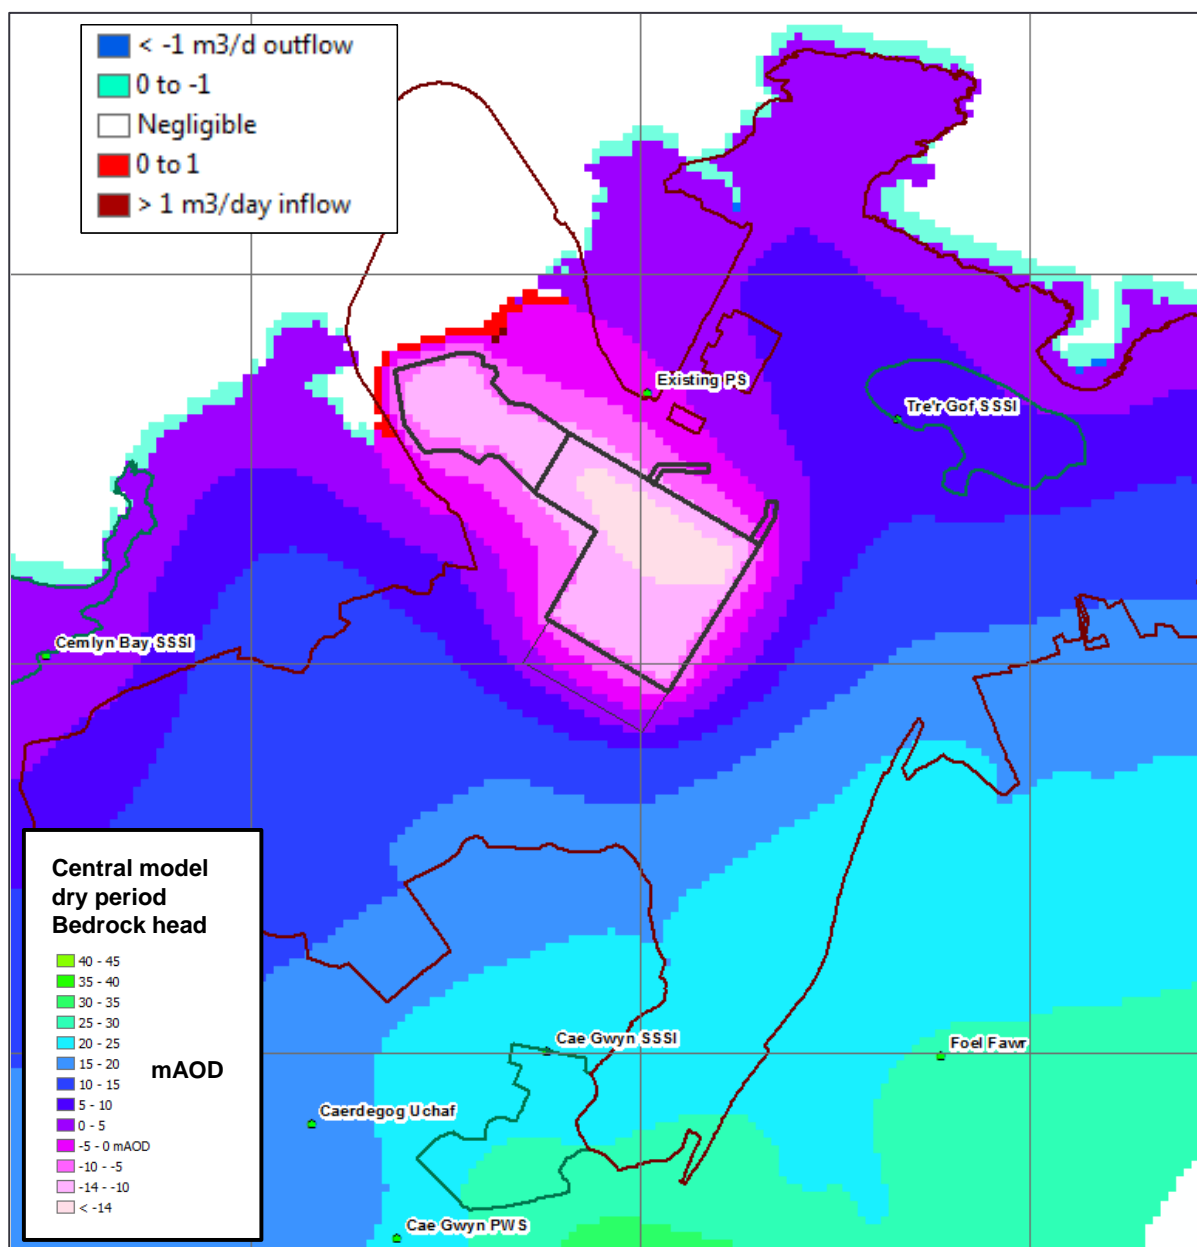 < -1 m3/d outflow
0 to -1
Negligible
0 to 1
> 1 m3/day inflow
Existing PS
Tre'r Gof SSSI
Cemlyn Bay SSSI
Central model
dry period
Bedrock head
40 - 45
35 - 40
30 - 35
25 - 30
20 - 25
15 - 20
mAOD
10 - 15
5 - 10
0 - 5
-5 - 0 mAOD
-10 - -5
-14 - -10
< -14
Cae Gwyn SSSI
Foel Fawr
Caerdegog Uchaf
Cae Gwyn PWS